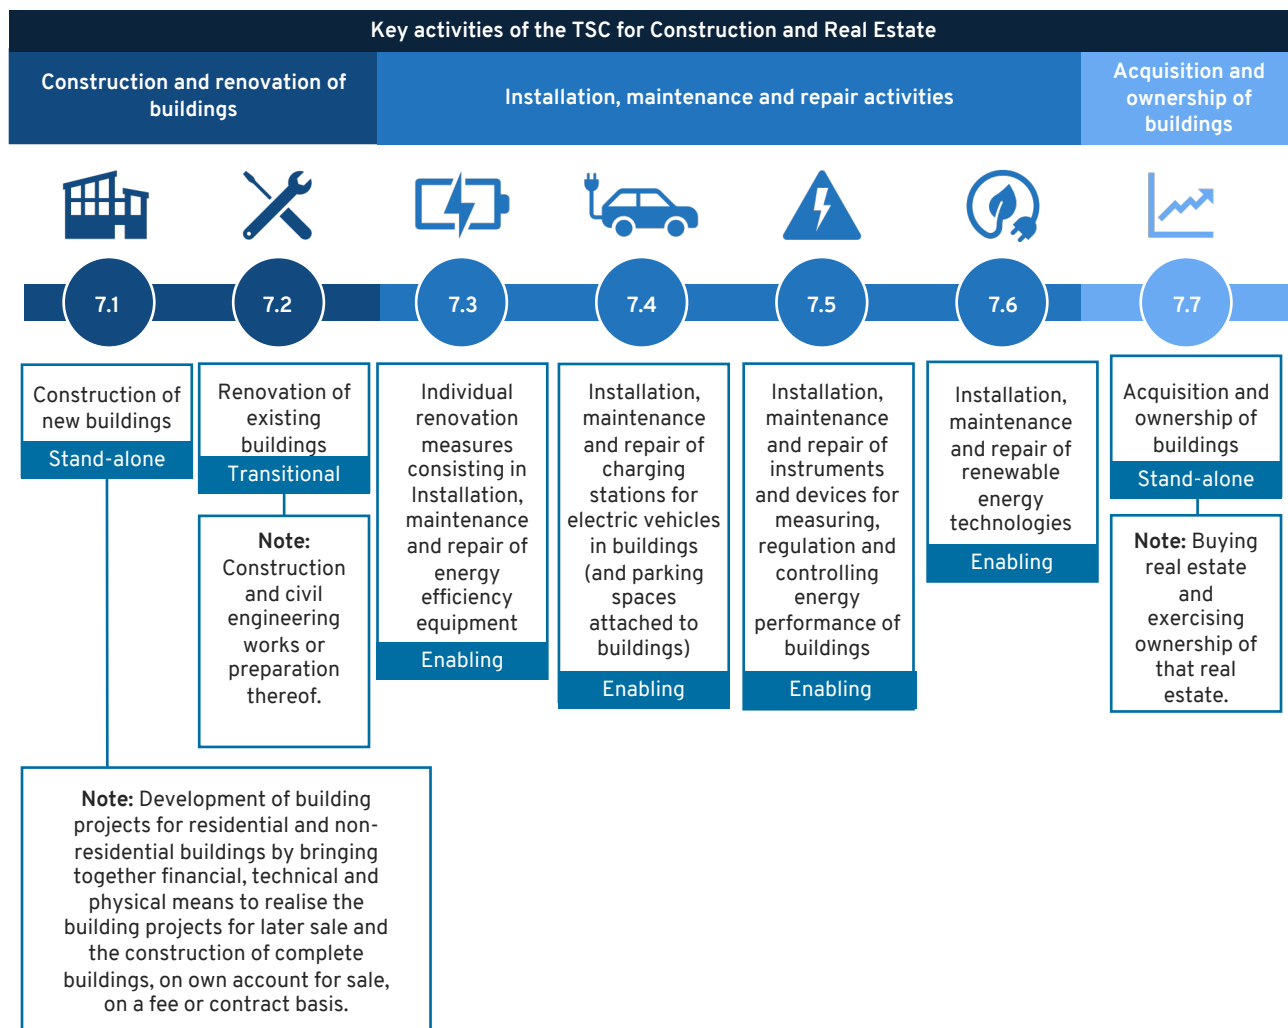 Key activities of the TSC for Construction and Real Estate
Construction and renovation of
buildings
Installation, maintenance and repair activities
Acquisition and
ownership of
buildings
7.1
7.2
7.3
7.4
7.5
7.6
7.7
Construction of
new buildings
Stand-alone
Renovation of
existing
buildings
Transitional
Note:
Construction
and civil
engineering
works or
preparation
thereof.
Individual
renovation
measures
consisting in
Installation,
maintenance
and repair of
energy
efficiency
equipment
Enabling
Installation,
maintenance
and repair of
charging
stations for
electric vehicles
in buildings
(and parking
spaces
attached to
buildings)
Enabling
Installation,
maintenance
and repair of
instruments
and devices for
measuring,
regulation and
controlling
energy
performance of
buildings
Enabling
Installation,
maintenance
and repair of
renewable
energy
technologies
Enabling
Acquisition and
ownership of
buildings
Stand-alone
Note: Buying
real estate
and
exercising
ownership of
that real
estate.
Note: Development of building
projects for residential and non-
residential buildings by bringing
together financial, technical and
physical means to realise the
building projects for later sale and
the construction of complete
buildings, on own account for sale,
on a fee or contract basis.